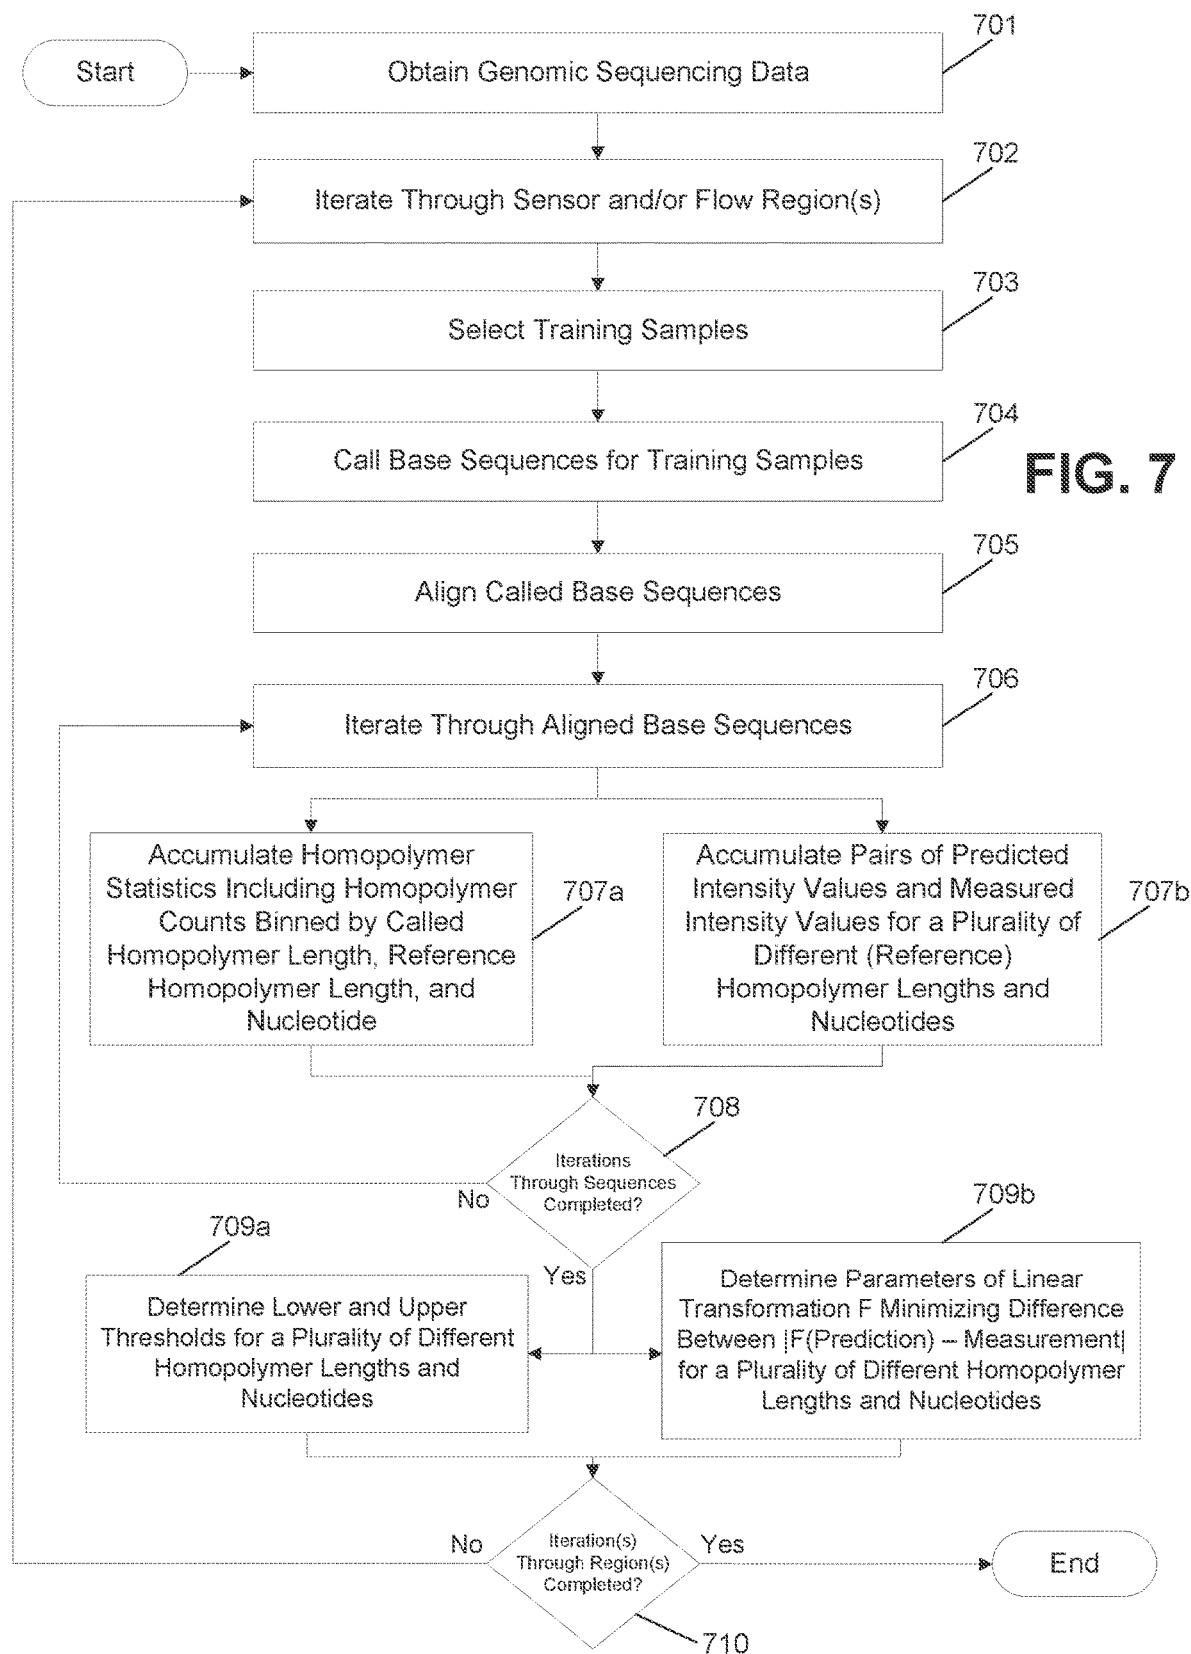 701
Start
Obtain Genomic Sequencing Data
702
Iterate Through Sensor and/or Flow Region(s)
703
Select Training Samples
704
Call Base Sequences for Training Samples
FIG. 7
705
Align Called Base Sequences
706
Iterate Through Aligned Base Sequences
Accumulate Homopolymer
Statistics Including Homopolymer
Counts Binned by Called
Homopolymer Length, Reference
Homopolymer Length, and
Nucleotide
707a
Accumulate Pairs of Predicted
Intensity Values and Measured
Intensity Values for a Plurality of
Different (Reference)
Homopolymer Lengths and
Nucleotides
707b
708
Iterations
Through Sequences
Completed?
No
Yes
709a
Determine Lower and Upper
Thresholds for a Plurality of Different
Homopolymer Lengths and
Nucleotides
709b
Determine Parameters of Linear
Transformation F Minimizing Difference
Between |F(Prediction) – Measurement|
for a Plurality of Different Homopolymer
Lengths and Nucleotides
Iteration(s)
Through Region(s)
Completed?
No
Yes
End
710